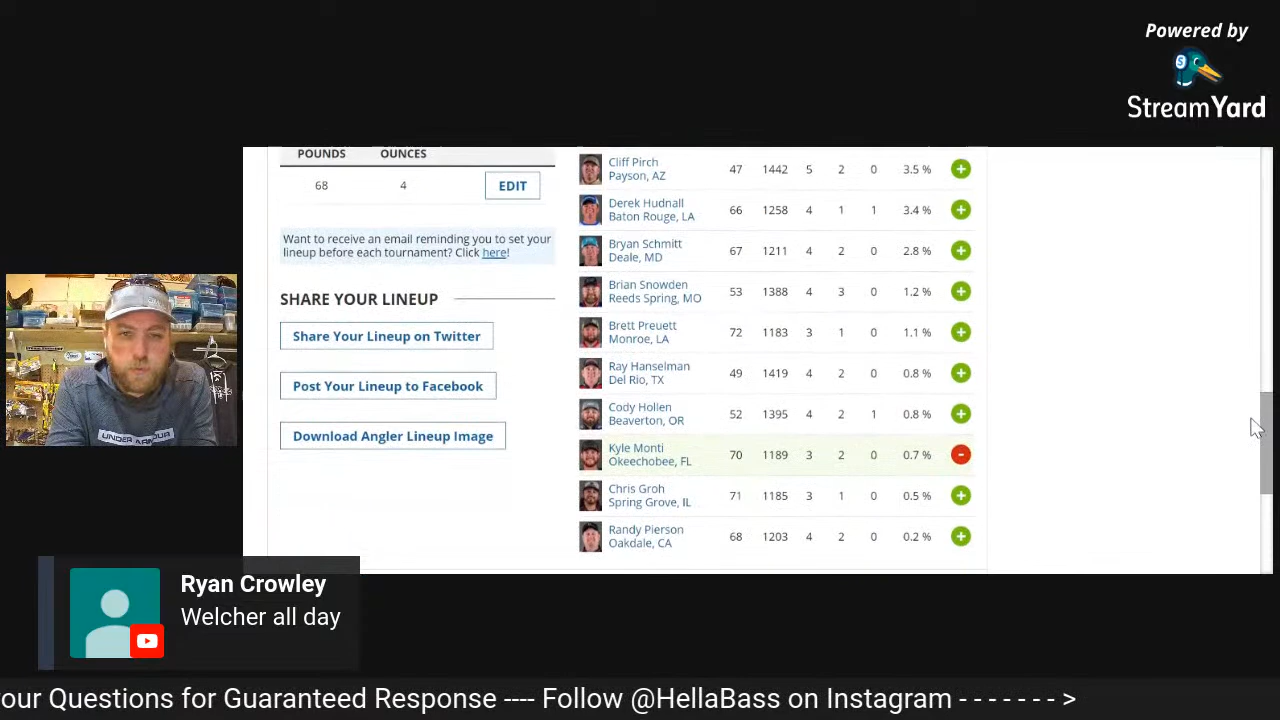 Powered by
StreamYard
POUNDS OUNCES
68 4 EDIT
Want to receive an email reminding you to set your
lineup before each tournament? Click here!
SHARE YOUR LINEUP
Share Your Lineup on Twitter
Post Your Lineup to Facebook
Download Angler Lineup Image
Cliff Pirch
Payson, AZ
47 1442 5 2 0 3.5 %
Derek Hudnall
Baton Rouge, LA
66 1258 4 1 1 3.4 %
Bryan Schmitt
Deale, MD
67 1211 4 2 0 2.8 %
Brian Snowden
Reeds Spring, MO
53 1388 4 3 0 1.2 %
Brett Preuett
Monroe, LA
72 1183 3 1 0 1.1 %
Ray Hanselman
Del Rio, TX
49 1419 4 2 0 0.8 %
Cody Hollen
Beaverton, OR
52 1395 4 2 1 0.8 %
Kyle Monti
Okeechobee, FL
70 1189 3 2 0 0.7 %
Chris Groh
Spring Grove, IL
71 1185 3 1 0 0.5 %
Randy Pierson
Oakdale, CA
68 1203 4 2 0 0.2 %
UNDER ARMOUR
Ryan Crowley
Welcher all day
our Questions for Guaranteed Response ---- Follow @HellaBass on Instagram - - - - - - - >